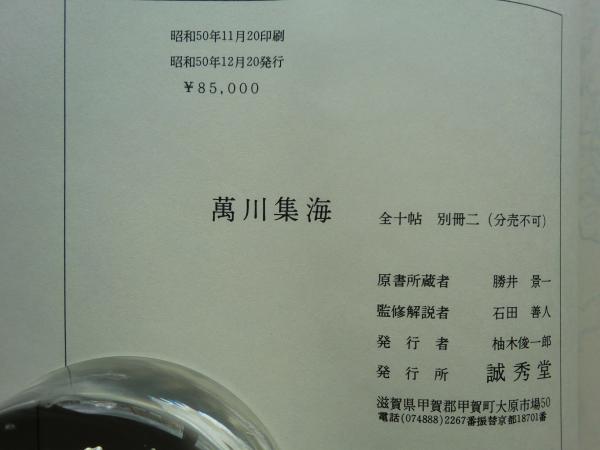 昭和50年11月20印刷
昭和50年12月20発行
￥85,000
萬川集海 全十帖 別冊二（分売不可）
原書所蔵者 勝井 景一
監修解説者 石田 善人
発行者 柚木俊一郎
発行所 誠秀堂
滋賀県甲賀郡甲賀町大原市場50
電話(074888)2267番振替京都18701番